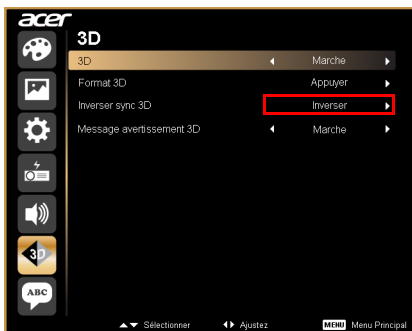 acer
3D
3D Marche
Format 3D Appuyer
Inverser sync 3D Inverser
Message avertissement 3D Marche
3D
ABC
Sélectionner Ajustez MENU Menu Principal